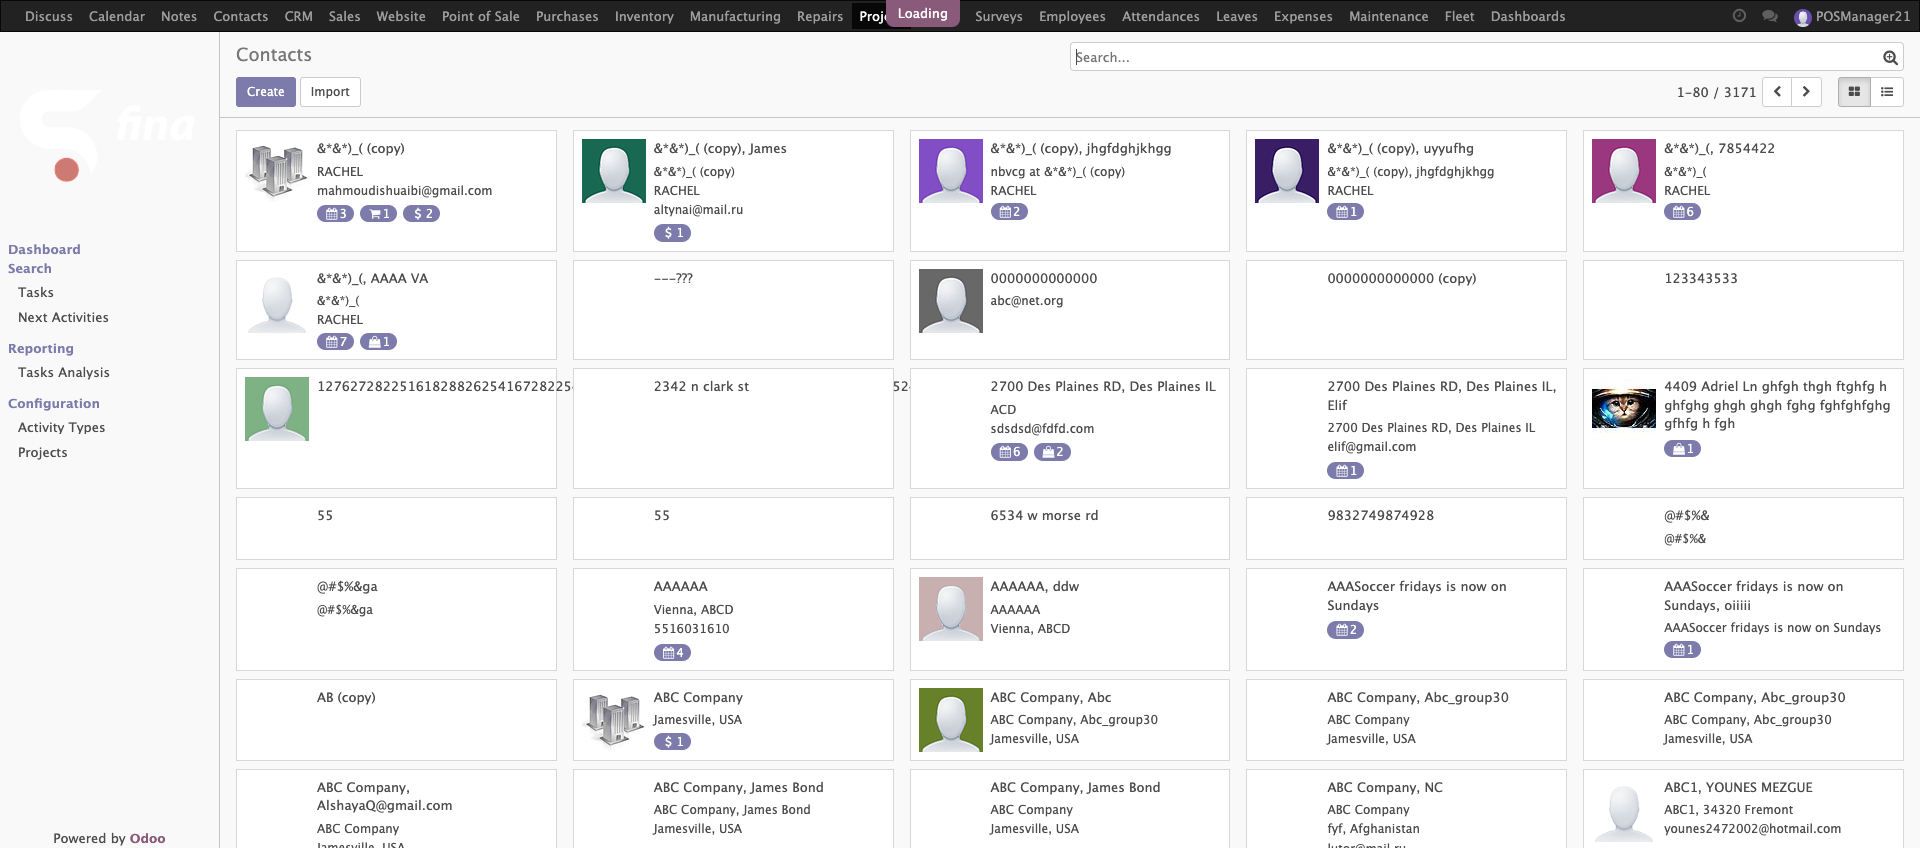 Discuss Calendar Notes Contacts CRM Sales Website Point of Sale Purchases Inventory Manufacturing Repairs Loading Surveys Employees Attendances Leaves Expenses Maintenance Fleet Dashboards POSManager21
Contacts
Search...
Create Import
1-80 / 3171
fina
Dashboard
Search
Tasks
Next Activities
Reporting
Tasks Analysis
Configuration
Activity Types
Projects
Powered by Odoo
&*&*)_( (copy)
RACHEL
mahmoudishuaibi@gmail.com
3 1 $ 2
&*&*)_( (copy), James
&*&*)_( (copy)
RACHEL
altynai@mail.ru
$ 1
&*&*)_( (copy), jhgfdghjkhgg
nbvcg at &*&*)_( (copy)
RACHEL
2
&*&*)_( (copy), uyyufhg
&*&*)_( (copy), jhgfdghjkhgg
RACHEL
1
&*&*)_(, 7854422
&*&*)_(
RACHEL
6
&*&*)_(, AAAA VA
&*&*)_(
RACHEL
7 1
---???
0000000000000
abc@net.org
0000000000000 (copy)
123343533
2342 n clark st
2700 Des Plaines RD, Des Plaines IL
ACD
sdsdsd@fdfd.com
6 2
2700 Des Plaines RD, Des Plaines IL,
Elif
2700 Des Plaines RD, Des Plaines IL
elif@gmail.com
1
4409 Adriel Ln ghfgh thgh ftghfg h
ghfghg ghgh ghgh fghg fghfghfghg
gfhfg h fgh
1
55
55
6534 w morse rd
9832749874928
@#$%&
@#$%&
@#$%&ga
@#$%&ga
AAAAAA
Vienna, ABCD
5516031610
4
AAAAAA, ddw
AAAAAA
Vienna, ABCD
AAASoccer fridays is now on
Sundays
2
AAASoccer fridays is now on
Sundays, oiiiii
AAASoccer fridays is now on Sundays
1
AB (copy)
ABC Company
Jamesville, USA
$ 1
ABC Company, Abc
ABC Company, Abc_group30
Jamesville, USA
ABC Company, Abc_group30
ABC Company
Jamesville, USA
ABC Company, Abc_group30
ABC Company, Abc_group30
Jamesville, USA
ABC Company,
AlshayaQ@gmail.com
ABC Company
Jamesville, USA
ABC Company, James Bond
ABC Company, James Bond
Jamesville, USA
ABC Company, James Bond
ABC Company
Jamesville, USA
ABC Company, NC
ABC Company
fyf, Afghanistan
ABC1, YOUNES MEZGUE
ABC1, 34320 Fremont
younes2472002@hotmail.com